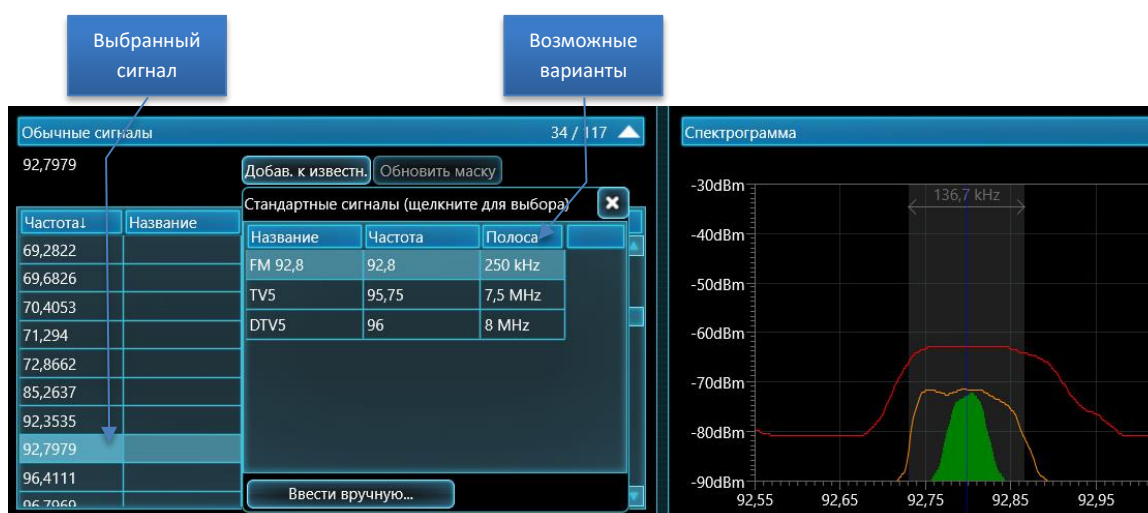 Выбранный
сигнал
Возможные
варианты
Обычные сигналы 34 / 117
92,7979
Добав. к известн. Обновить маску
Стандартные сигналы (щелкните для выбора)
Частота↓ Название
Название Частота Полоса
69,2822
69,6826
70,4053
71,294
72,8662
85,2637
92,3535
92,7979
96,4111
96,7969
FM 92,8 92,8 250 kHz
TV5 95,75 7,5 MHz
DTV5 96 8 MHz
Ввести вручную...
Спектрограмма
136,7 kHz
-30dBm
-40dBm
-50dBm
-60dBm
-70dBm
-80dBm
-90dBm
92,55 92,65 92,75 92,85 92,95